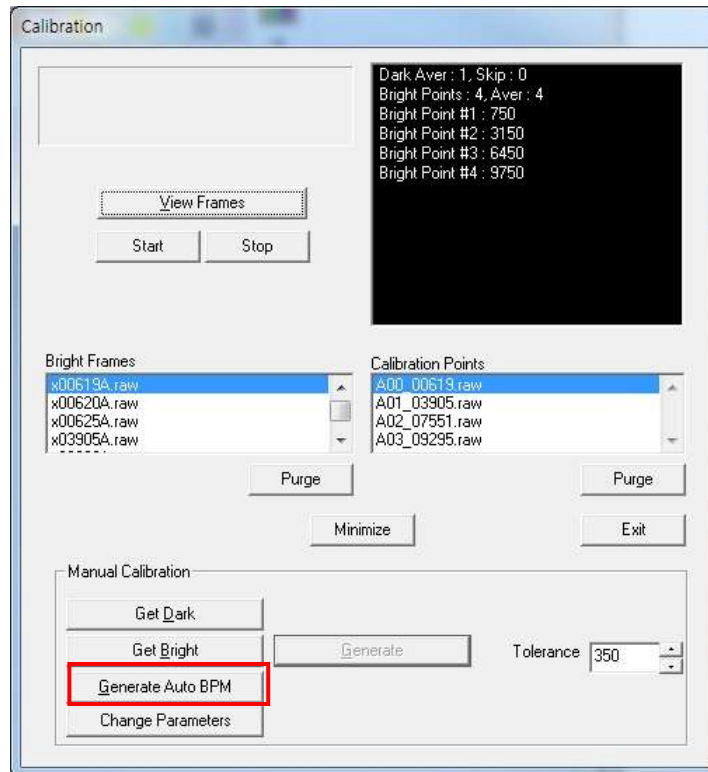 Calibration
Dark Aver : 1, Skip : 0
Bright Points : 4, Aver : 4
Bright Point #1 : 750
Bright Point #2 : 3150
Bright Point #3 : 6450
Bright Point #4 : 9750
View Frames
Start
Stop
Bright Frames
x00619A.raw
x00620A.raw
x00625A.raw
x03905A.raw
Calibration Points
A00_00619.raw
A01_03905.raw
A02_07551.raw
A03_09295.raw
Purge
Purge
Minimize
Exit
Manual Calibration
Get Dark
Get Bright
Generate
Tolerance
350
Generate Auto BPM
Change Parameters